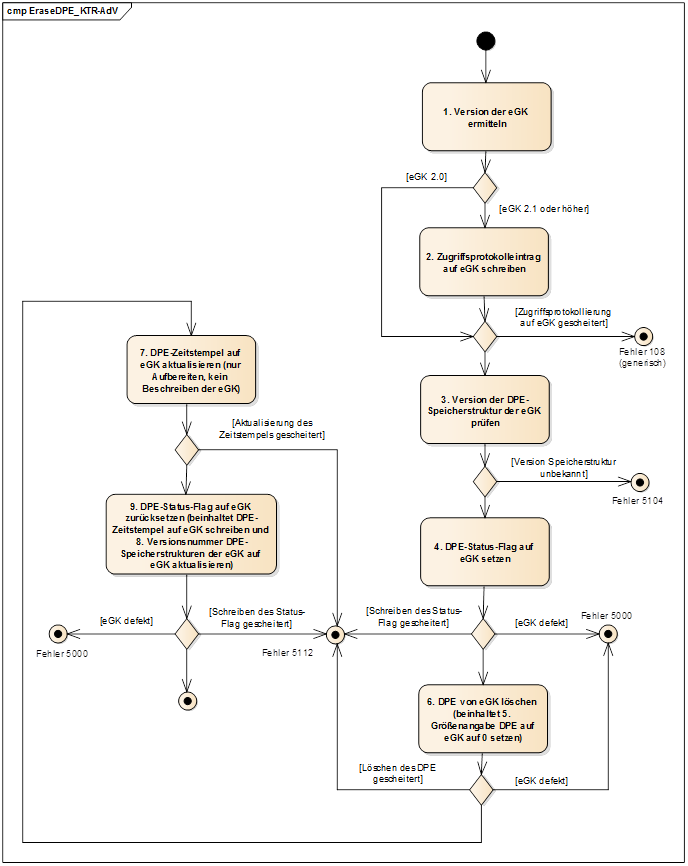 cmp EraseDPE_KTR-AdV
1. Version der eGK
ermitteln
[eGK 2.0]
[eGK 2.1 oder höher]
2. Zugriffsprotokolleintrag
auf eGK schreiben
[Zugriffsprotokollierung
auf eGK gescheitert]
Fehler 108
(generisch)
3. Version der DPE-
Speicherstruktur der eGK
prüfen
[Version Speicherstruktur
unbekannt]
Fehler 5104
4. DPE-Status-Flag auf
eGK setzen
[Schreiben des Status-
Flag gescheitert]
[eGK defekt]
Fehler 5000
6. DPE von eGK löschen
(beinhaltet 5.
Größenangabe DPE auf
eGK auf 0 setzen)
[Löschen des DPE
gescheitert]
[eGK defekt]
7. DPE-Zeitstempel auf
eGK aktualisieren (nur
Aufbereiten, kein
Beschreiben der eGK)
[Aktualisierung des
Zeitstempels gescheitert]
9. DPE-Status-Flag auf eGK
zurücksetzen (beinhaltet DPE-
Zeitstempel auf eGK schreiben und
8. Versionsnummer DPE-
Speicherstrukturen der eGK auf
eGK aktualisieren)
[eGK defekt]
Fehler 5000
[Schreiben des Status-
Flag gescheitert]
Fehler 5112